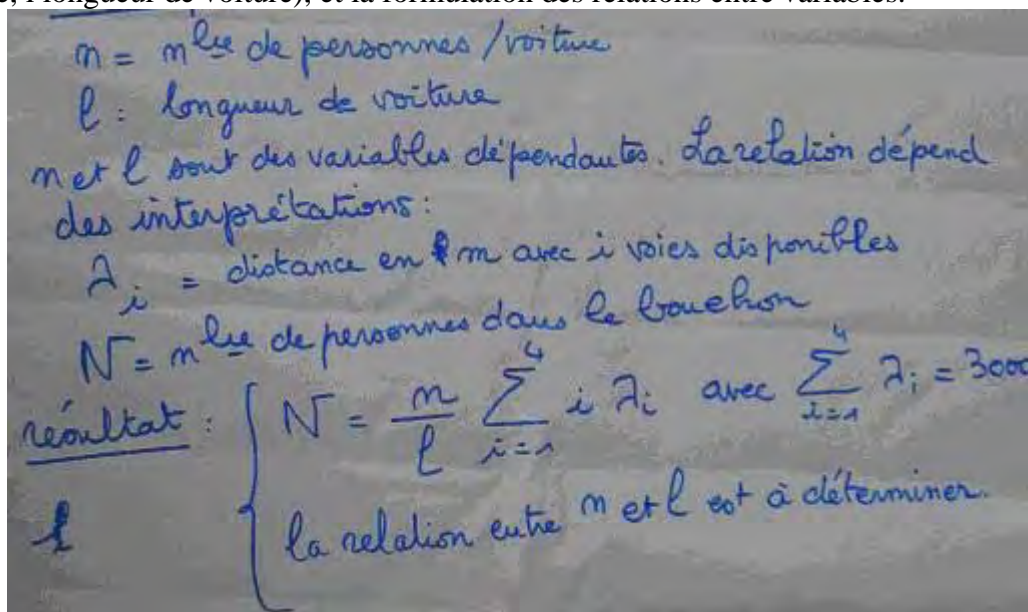 , l longueur de voiture), et la formulation des relations entre variables.
n = nbre de personnes /voiture
l : longueur de voiture
n et l sont des variables dépendantes. La relation dépend
des interprétations :
λi = distance en m avec i voies disponibles
N = nbre de personnes dans le bouchon
résultat : { N = n/l ∑_{i=1}^{4} i λi avec ∑_{i=1}^{4} λi = 3000
la relation entre n et l est à déterminer.